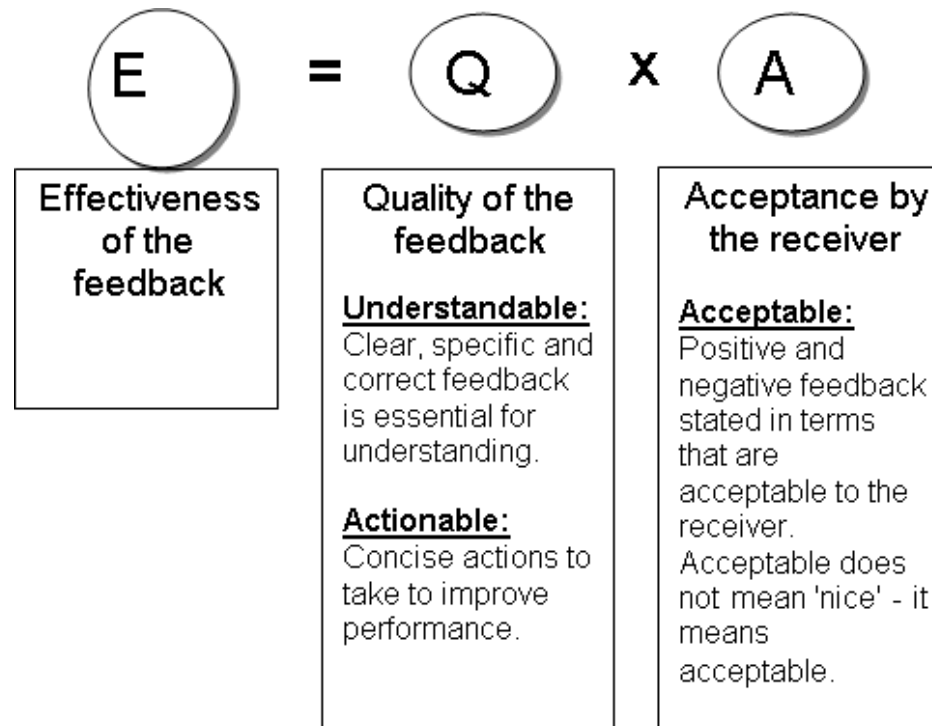 E = Q x A
Effectiveness
of the
feedback
Quality of the
feedback
Understandable:
Clear, specific and
correct feedback
is essential for
understanding.
Actionable:
Concise actions to
take to improve
performance.
Acceptance by
the receiver
Acceptable:
Positive and
negative feedback
stated in terms
that are
acceptable to the
receiver.
Acceptable does
not mean 'nice' - it
means
acceptable.